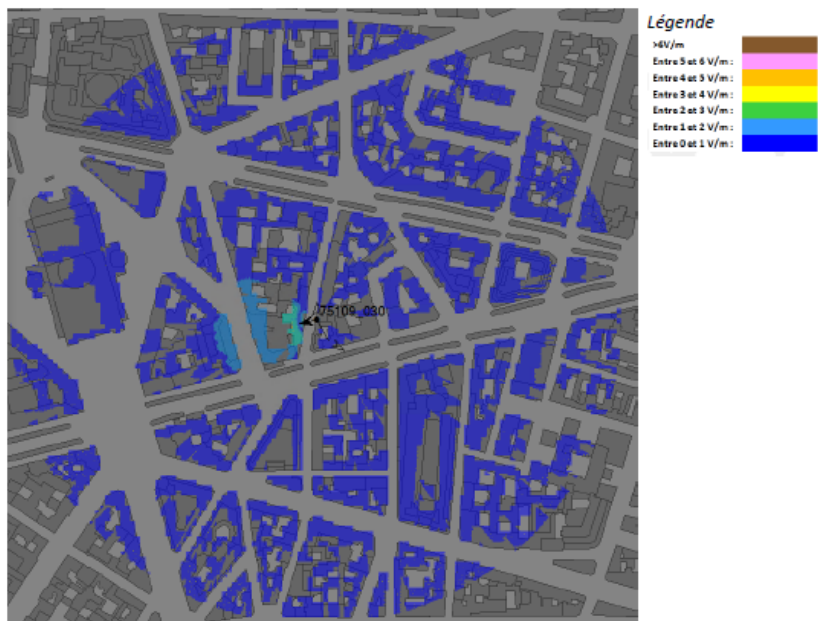 Légende
>6V/m
Entre 5 et 6 V/m :
Entre 4 et 5 V/m :
Entre 3 et 4 V/m :
Entre 2 et 3 V/m :
Entre 1 et 2 V/m :
Entre 0 et 1 V/m :
75109_030